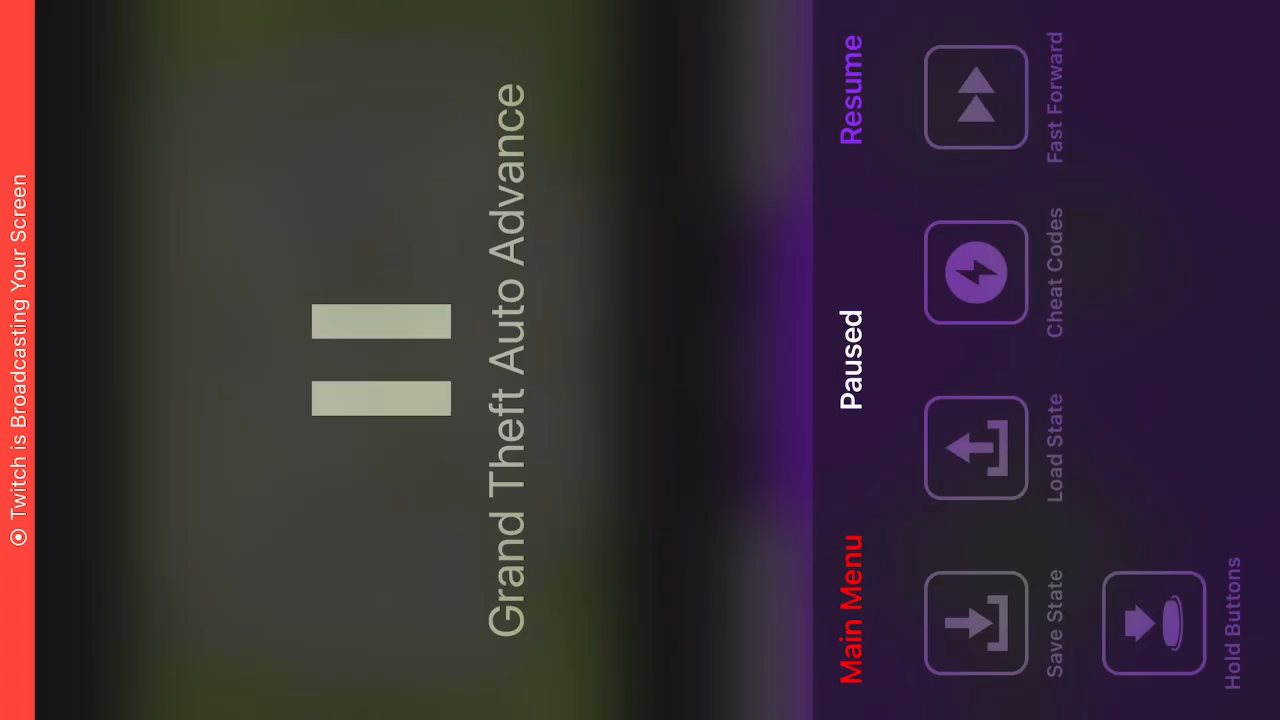 Twitch is Broadcasting Your Screen
Grand Theft Auto Advance
Main Menu
Paused
Resume
Save State
Load State
Cheat Codes
Fast Forward
Hold Buttons